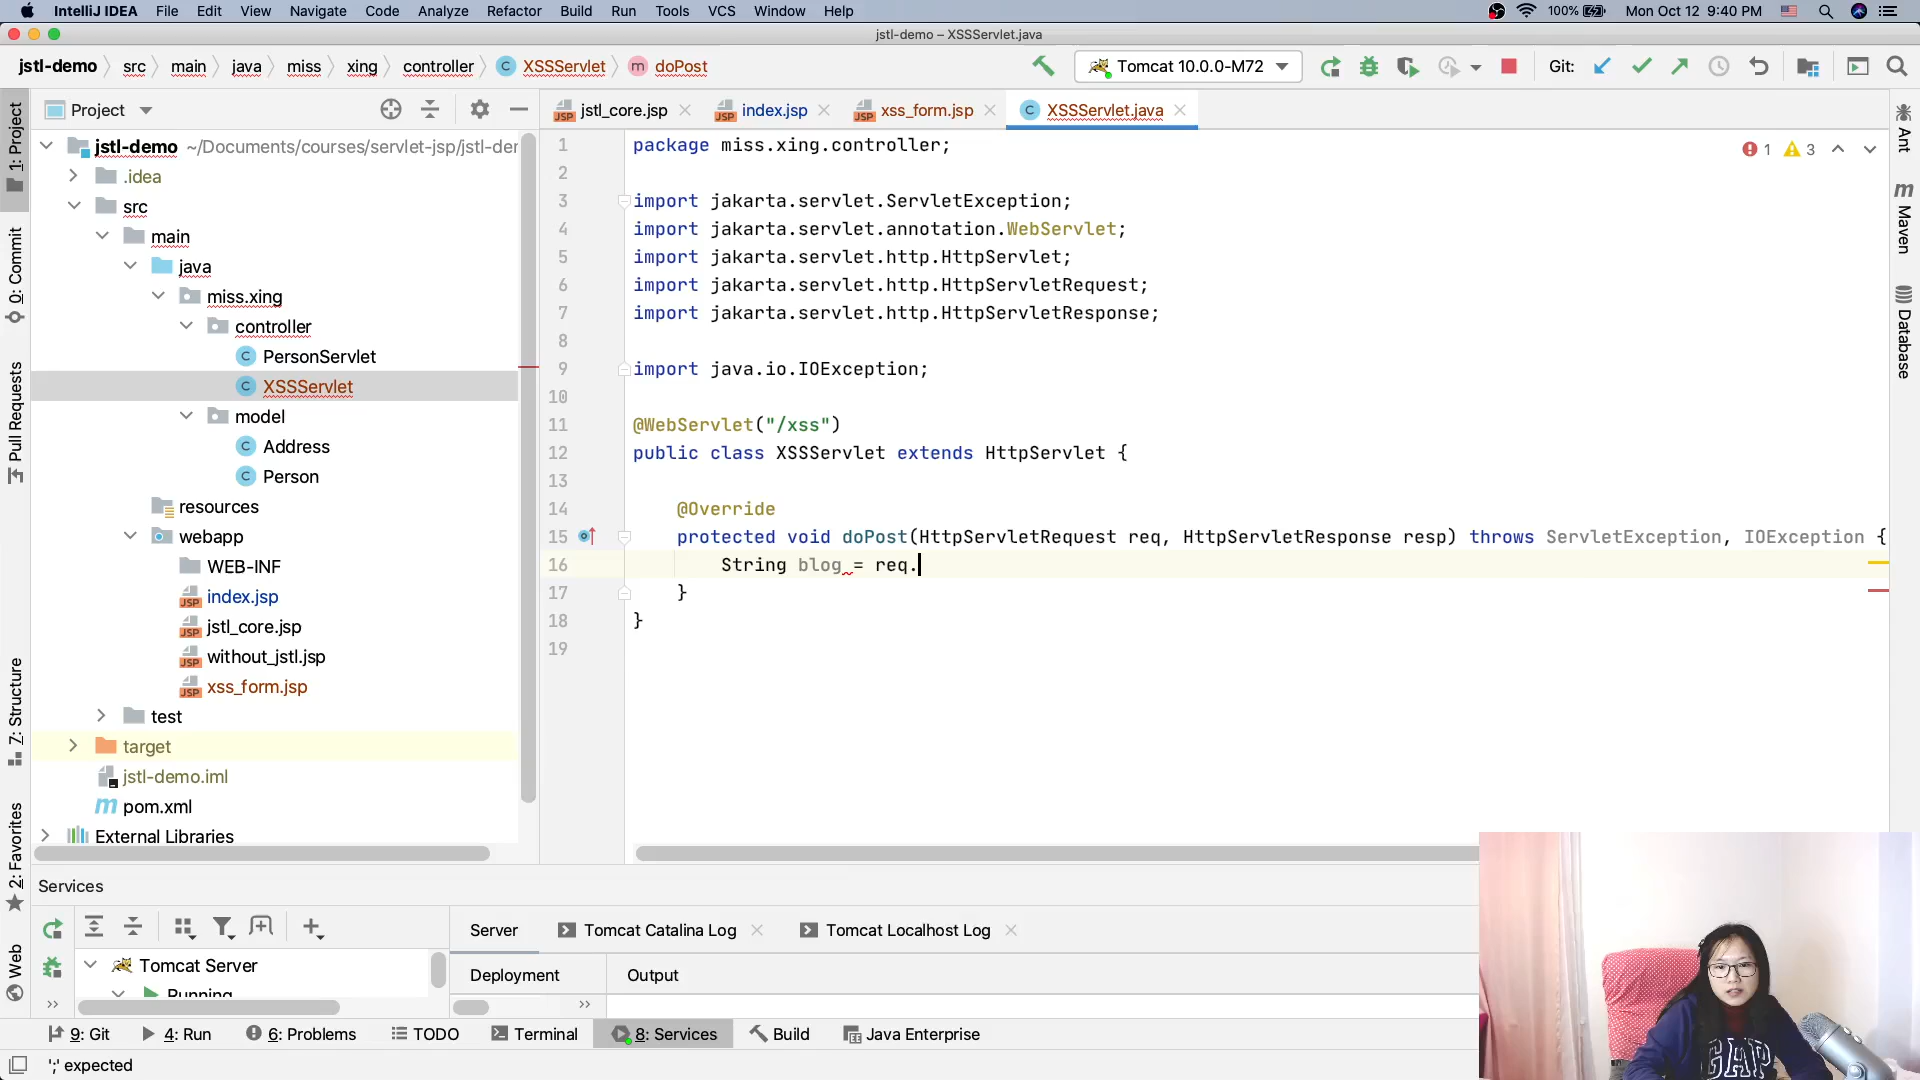 IntelliJ IDEA File Edit View Navigate Code Analyze Refactor Build Run Tools VCS Window Help 100% Mon Oct 12 9:40 PM
jstl-demo – XSSServlet.java
jstl-demo src main java miss xing controller C XSSServlet m doPost Tomcat 10.0.0-M72 Git:
Project
jstl_core.jsp index.jsp xss_form.jsp XSSServlet.java
jstl-demo ~/Documents/courses/servlet-jsp/jstl-der
.idea
src
main
java
miss.xing
controller
PersonServlet
XSSServlet
model
Address
Person
resources
webapp
WEB-INF
index.jsp
jstl_core.jsp
without_jstl.jsp
xss_form.jsp
test
target
jstl-demo.iml
pom.xml
External Libraries
1 package miss.xing.controller;
2
3 import jakarta.servlet.ServletException;
4 import jakarta.servlet.annotation.WebServlet;
5 import jakarta.servlet.http.HttpServlet;
6 import jakarta.servlet.http.HttpServletRequest;
7 import jakarta.servlet.http.HttpServletResponse;
8
9 import java.io.IOException;
10
11 @WebServlet("/xss")
12 public class XSSServlet extends HttpServlet {
13
14 @Override
15 protected void doPost(HttpServletRequest req, HttpServletResponse resp) throws ServletException, IOException {
16 String blog = req.
17 }
18 }
19
1 3
1: Project
0: Commit
Pull Requests
7: Structure
2: Favorites
Web
Ant
Maven
Database
Services
Server Tomcat Catalina Log Tomcat Localhost Log
Tomcat Server
Running
Deployment Output
9: Git 4: Run 6: Problems TODO Terminal 8: Services Build Java Enterprise
';' expected
GAP